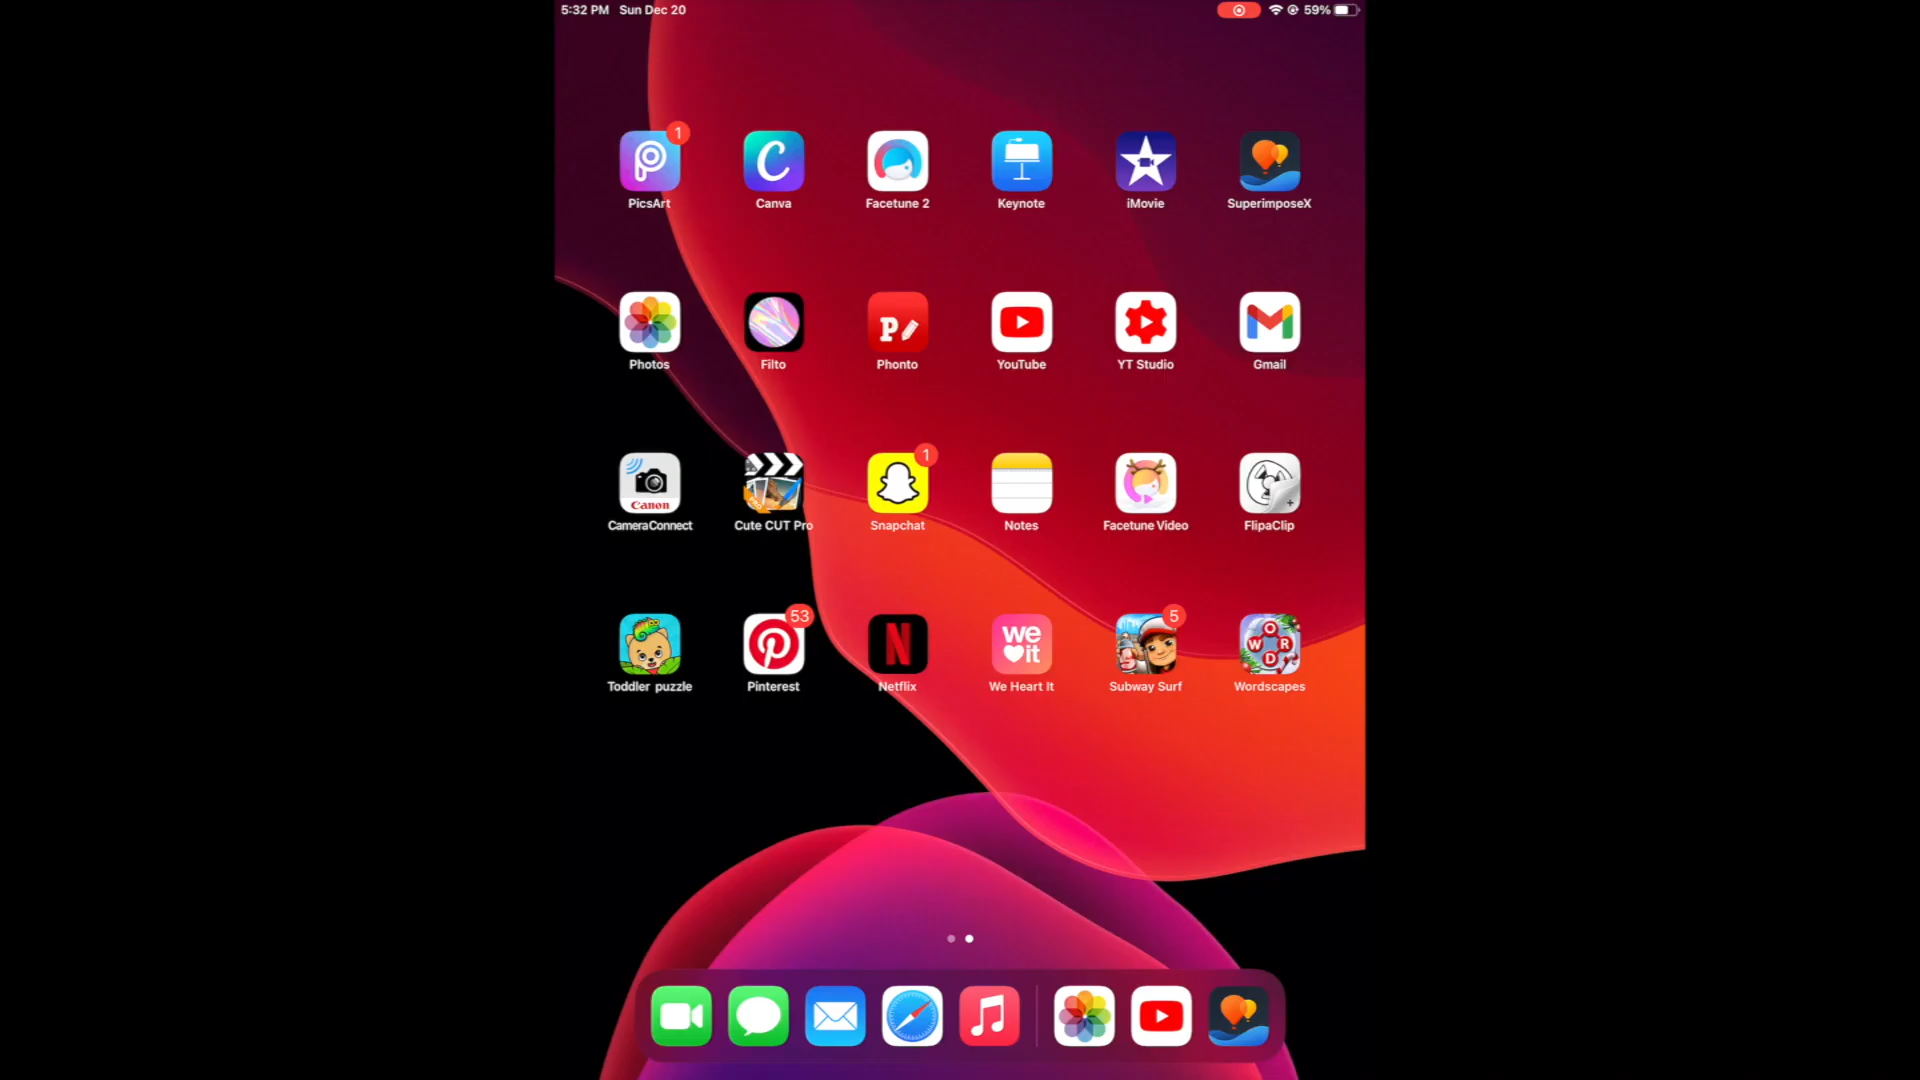 5:32 PM Sun Dec 20 59%
1
PicsArt Canva Facetune 2 Keynote iMovie SuperimposeX
Photos Filto Phonto YouTube YT Studio Gmail
1
Canon
CameraConnect Cute CUT Pro Snapchat Notes Facetune Video FlipaClip
53 5
we it
W O R D
Toddler puzzle Pinterest Netflix We Heart It Subway Surf Wordscapes